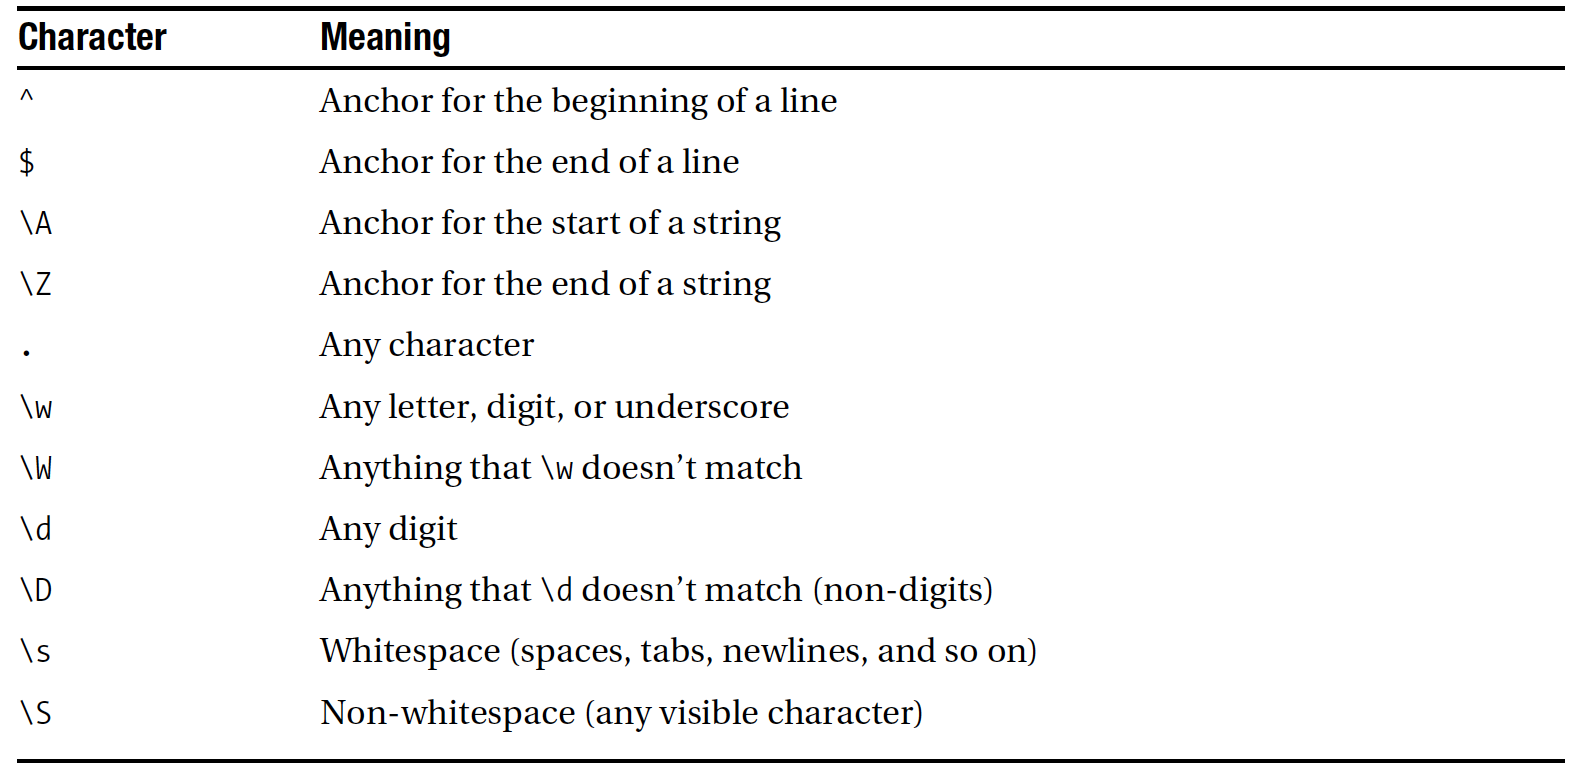 Character Meaning
^ Anchor for the beginning of a line
$ Anchor for the end of a line
\A Anchor for the start of a string
\Z Anchor for the end of a string
. Any character
\w Any letter, digit, or underscore
\W Anything that \w doesn’t match
\d Any digit
\D Anything that \d doesn’t match (non-digits)
\s Whitespace (spaces, tabs, newlines, and so on)
\S Non-whitespace (any visible character)